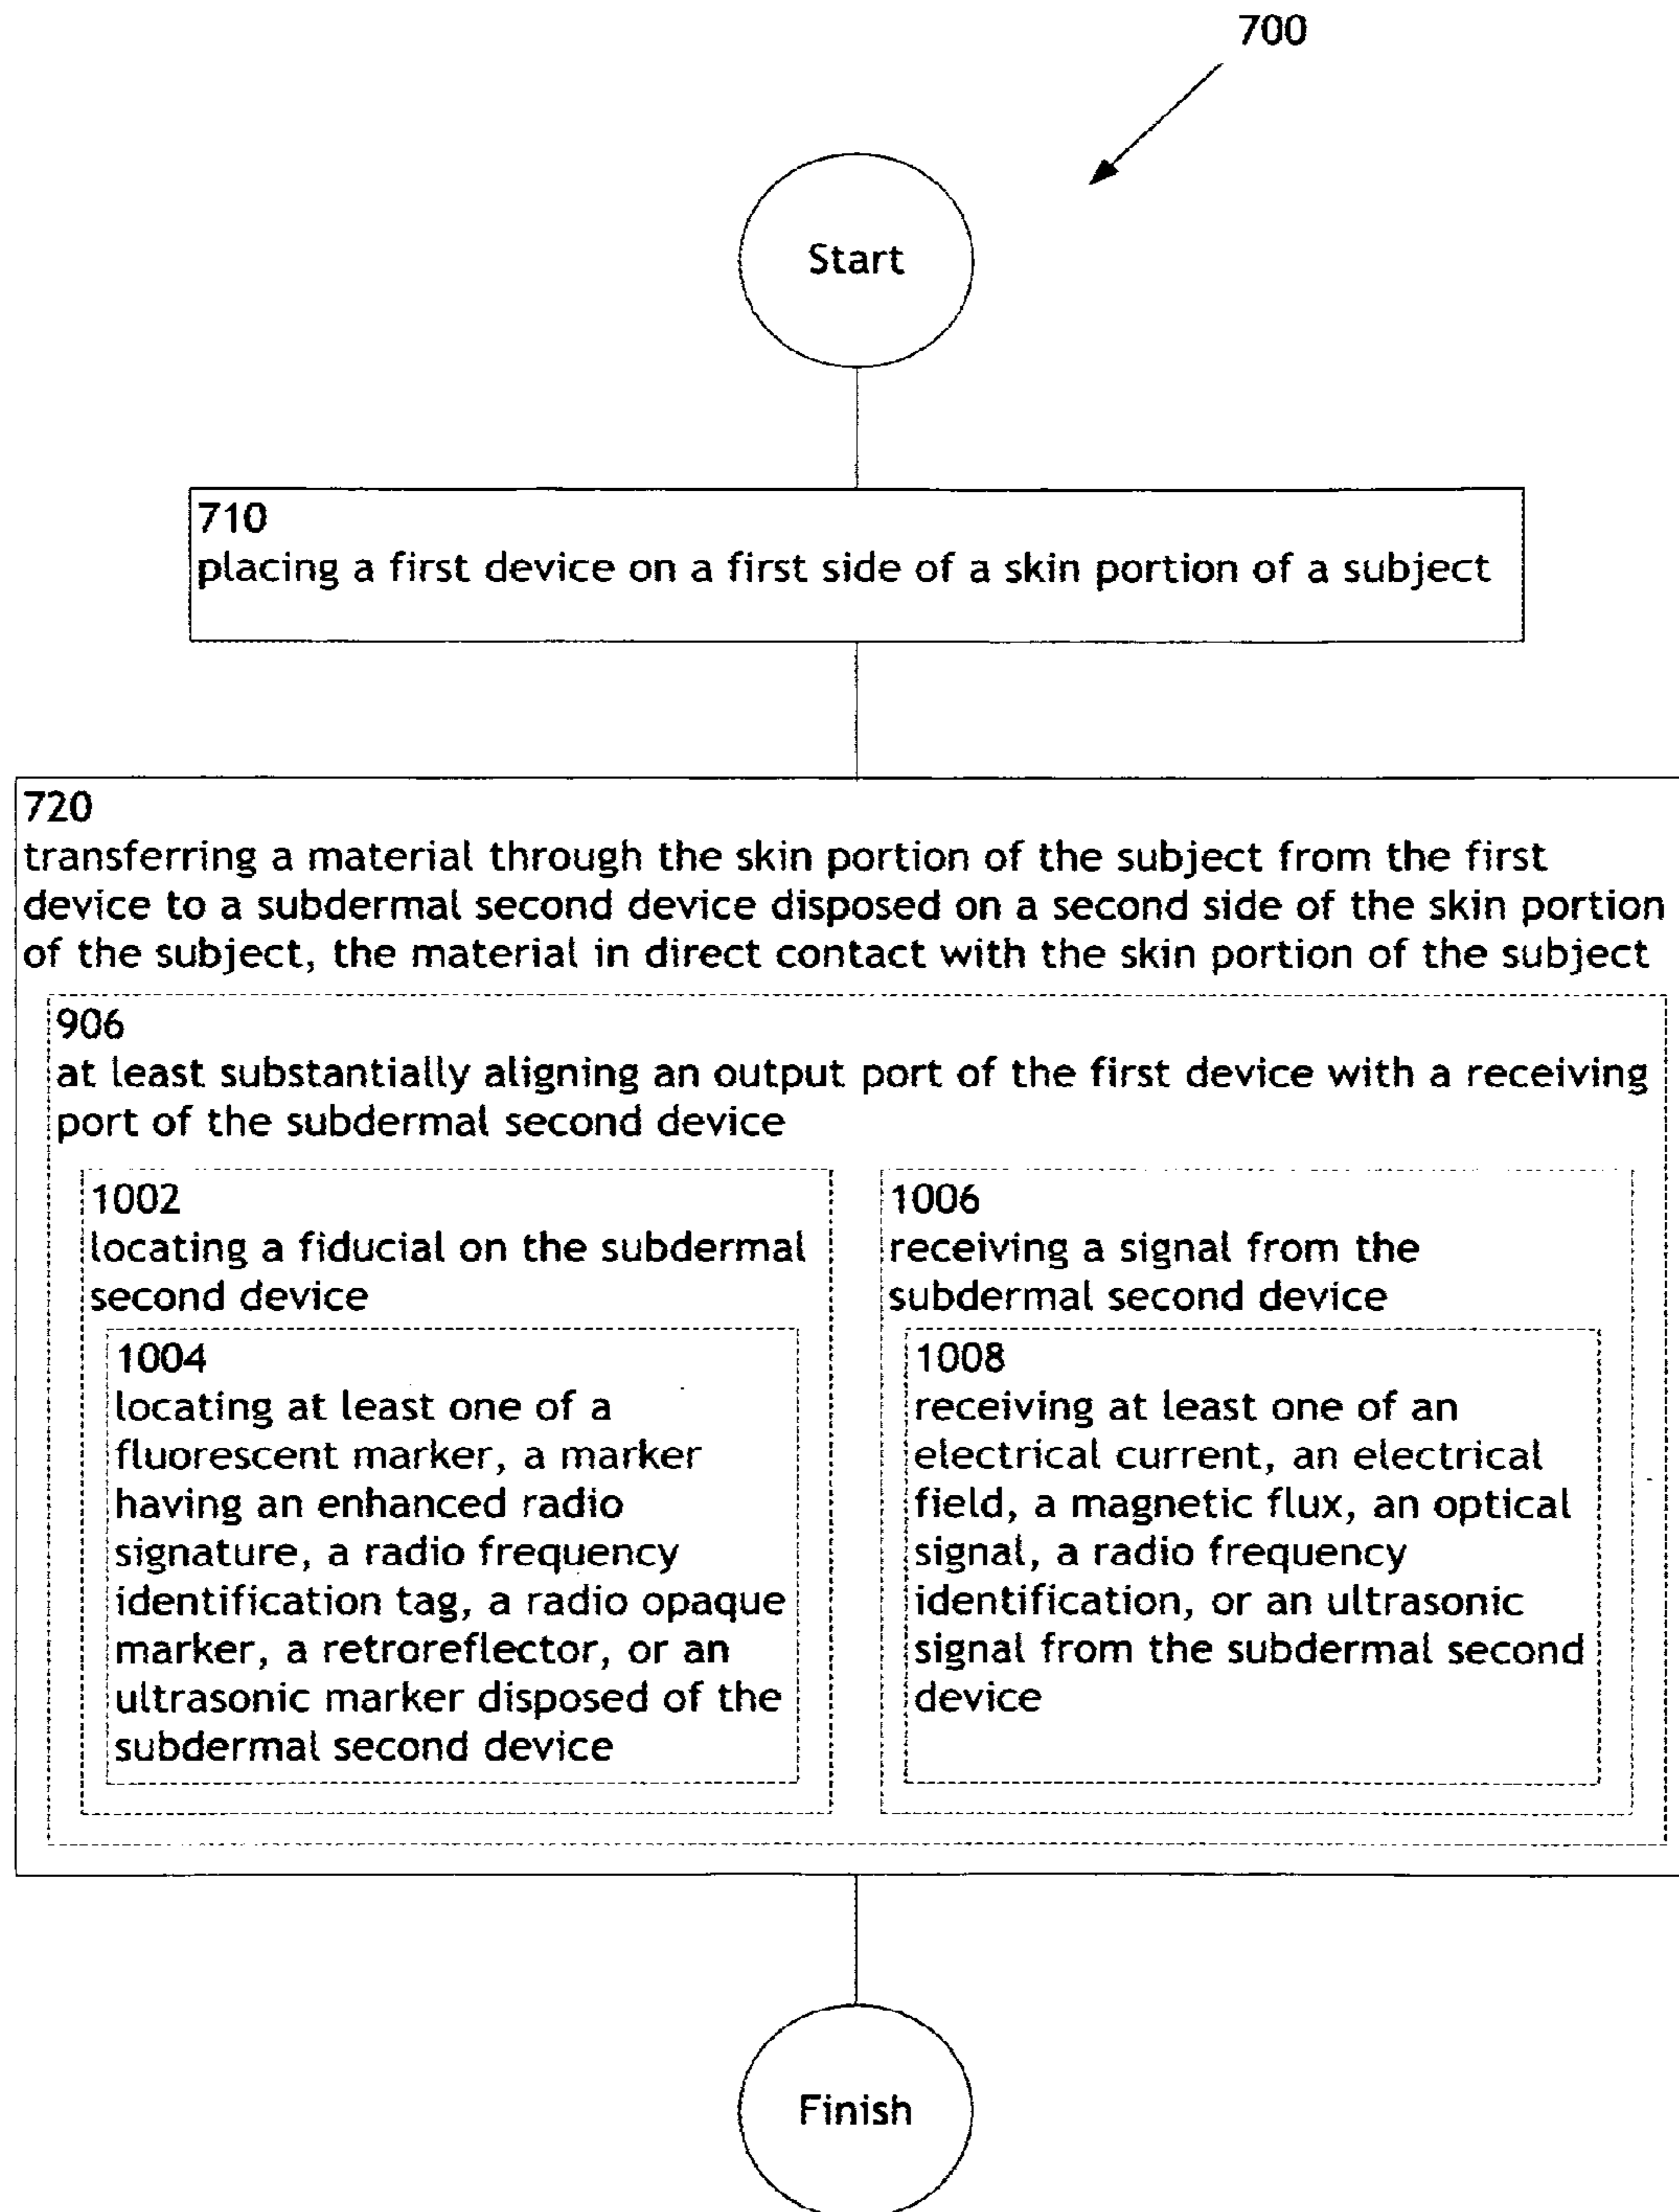 700
Start
710
placing a first device on a first side of a skin portion of a subject
720
transferring a material through the skin portion of the subject from the first
device to a subdermal second device disposed on a second side of the skin portion
of the subject, the material in direct contact with the skin portion of the subject
906
at least substantially aligning an output port of the first device with a receiving
port of the subdermal second device
1002
locating a fiducial on the subdermal
second device
1004
locating at least one of a
fluorescent marker, a marker
having an enhanced radio
signature, a radio frequency
identification tag, a radio opaque
marker, a retroreflector, or an
ultrasonic marker disposed of the
subdermal second device
1006
receiving a signal from the
subdermal second device
1008
receiving at least one of an
electrical current, an electrical
field, a magnetic flux, an optical
signal, a radio frequency
identification, or an ultrasonic
signal from the subdermal second
device
Finish